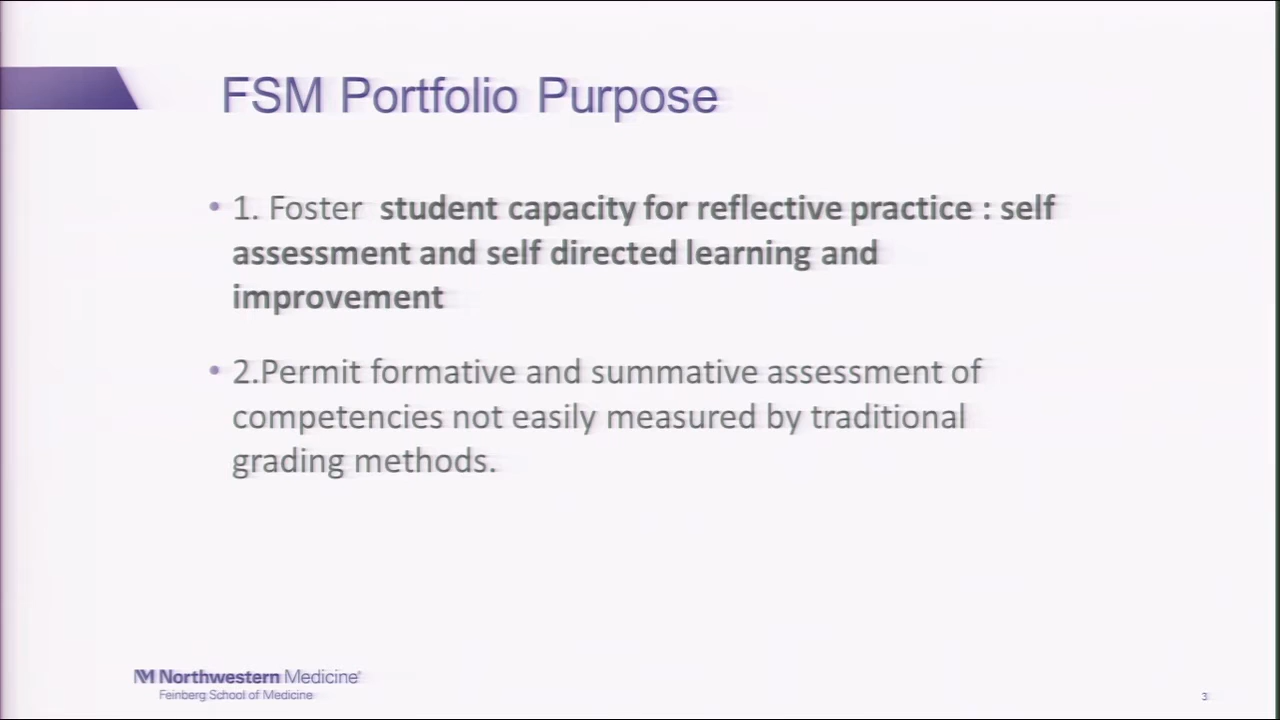 FSM Portfolio Purpose
• 1. Foster student capacity for reflective practice : self
assessment and self directed learning and
improvement
• 2.Permit formative and summative assessment of
competencies not easily measured by traditional
grading methods.
NM Northwestern Medicine®
Feinberg School of Medicine
3